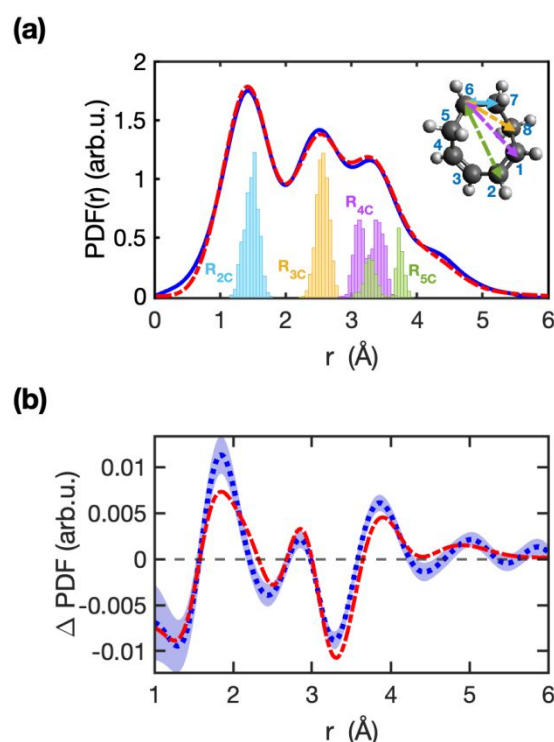 (a)
PDF(r) (arb.u.)
2
1.5
1
0.5
0
R2C
R3C
R4C
R5C
6
7
5
8
4
1
3
2
0 1 2 3 4 5 6
r (Å)
(b)
Δ PDF (arb.u.)
0.01
0.005
0
-0.005
-0.01
1 2 3 4 5 6
r (Å)